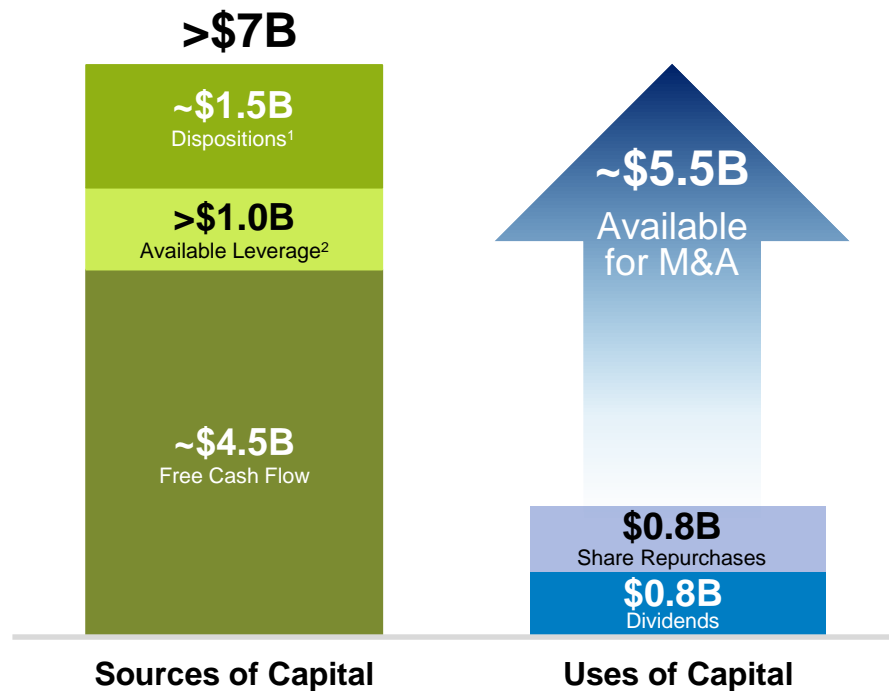 >$7B
~$1.5B
Dispositions¹
>$1.0B
Available Leverage²
~$4.5B
Free Cash Flow
Sources of Capital
~$5.5B
Available
for M&A
$0.8B
Share Repurchases
$0.8B
Dividends
Uses of Capital